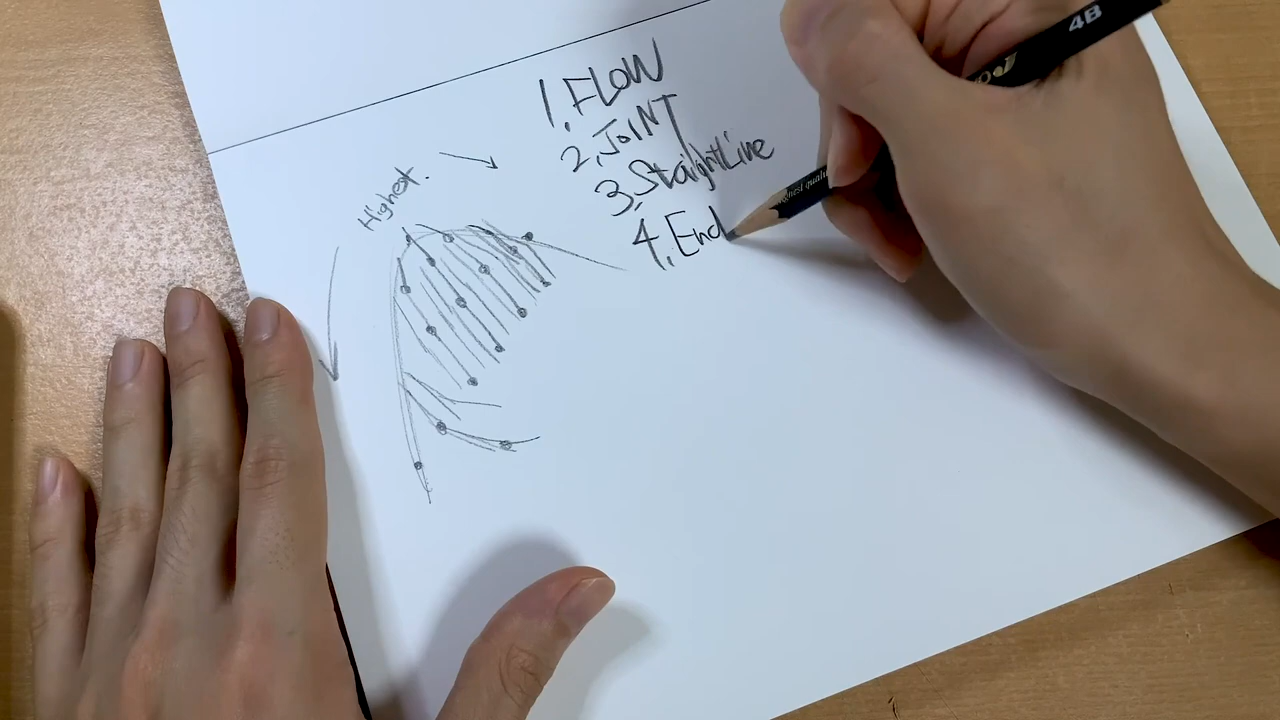 1. FLOW
2. JOINT
3. StraightLine
4. End
Highest.
4B